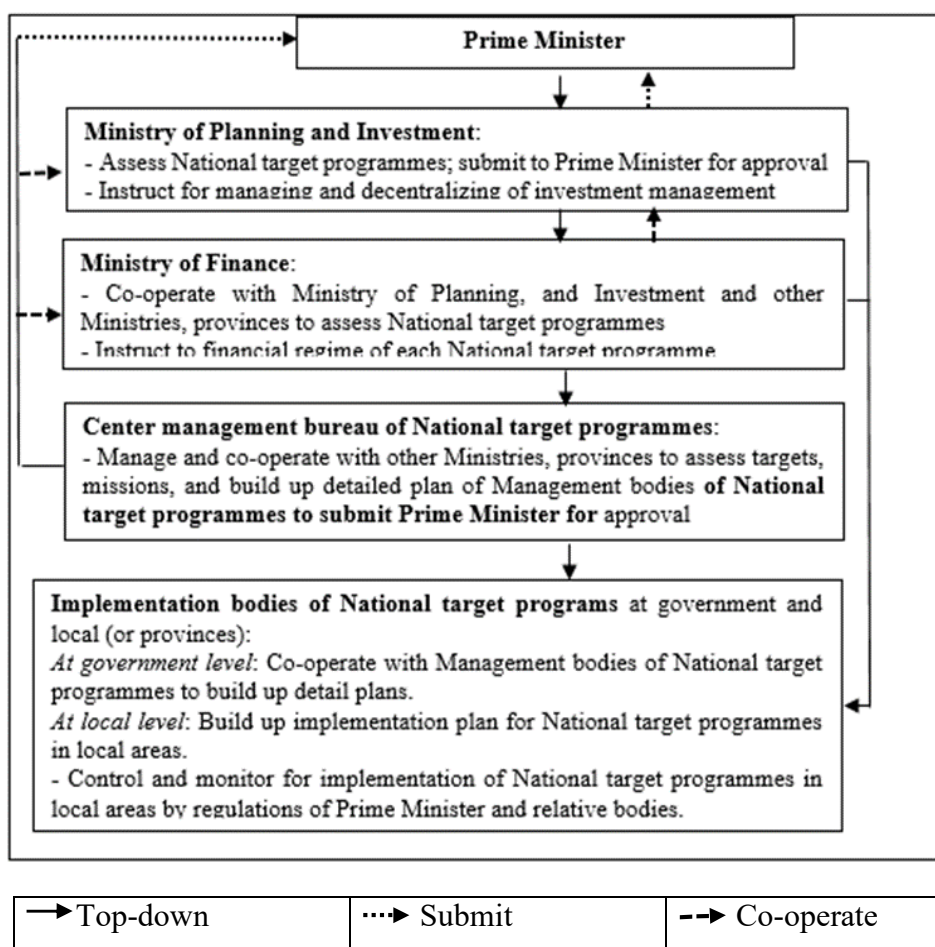 Prime Minister
Ministry of Planning and Investment:
- Assess National target programmes; submit to Prime Minister for approval
- Instruct for managing and decentralizing of investment management
Ministry of Finance:
- Co-operate with Ministry of Planning, and Investment and other
Ministries, provinces to assess National target programmes
- Instruct to financial regime of each National target programme
Center management bureau of National target programmes:
- Manage and co-operate with other Ministries, provinces to assess targets,
missions, and build up detailed plan of Management bodies of National
target programmes to submit Prime Minister for approval
Implementation bodies of National target programs at government and
local (or provinces):
At government level: Co-operate with Management bodies of National target
programmes to build up detail plans.
At local level: Build up implementation plan for National target programmes
in local areas.
- Control and monitor for implementation of National target programmes in
local areas by regulations of Prime Minister and relative bodies.
Top-down
Submit
Co-operate